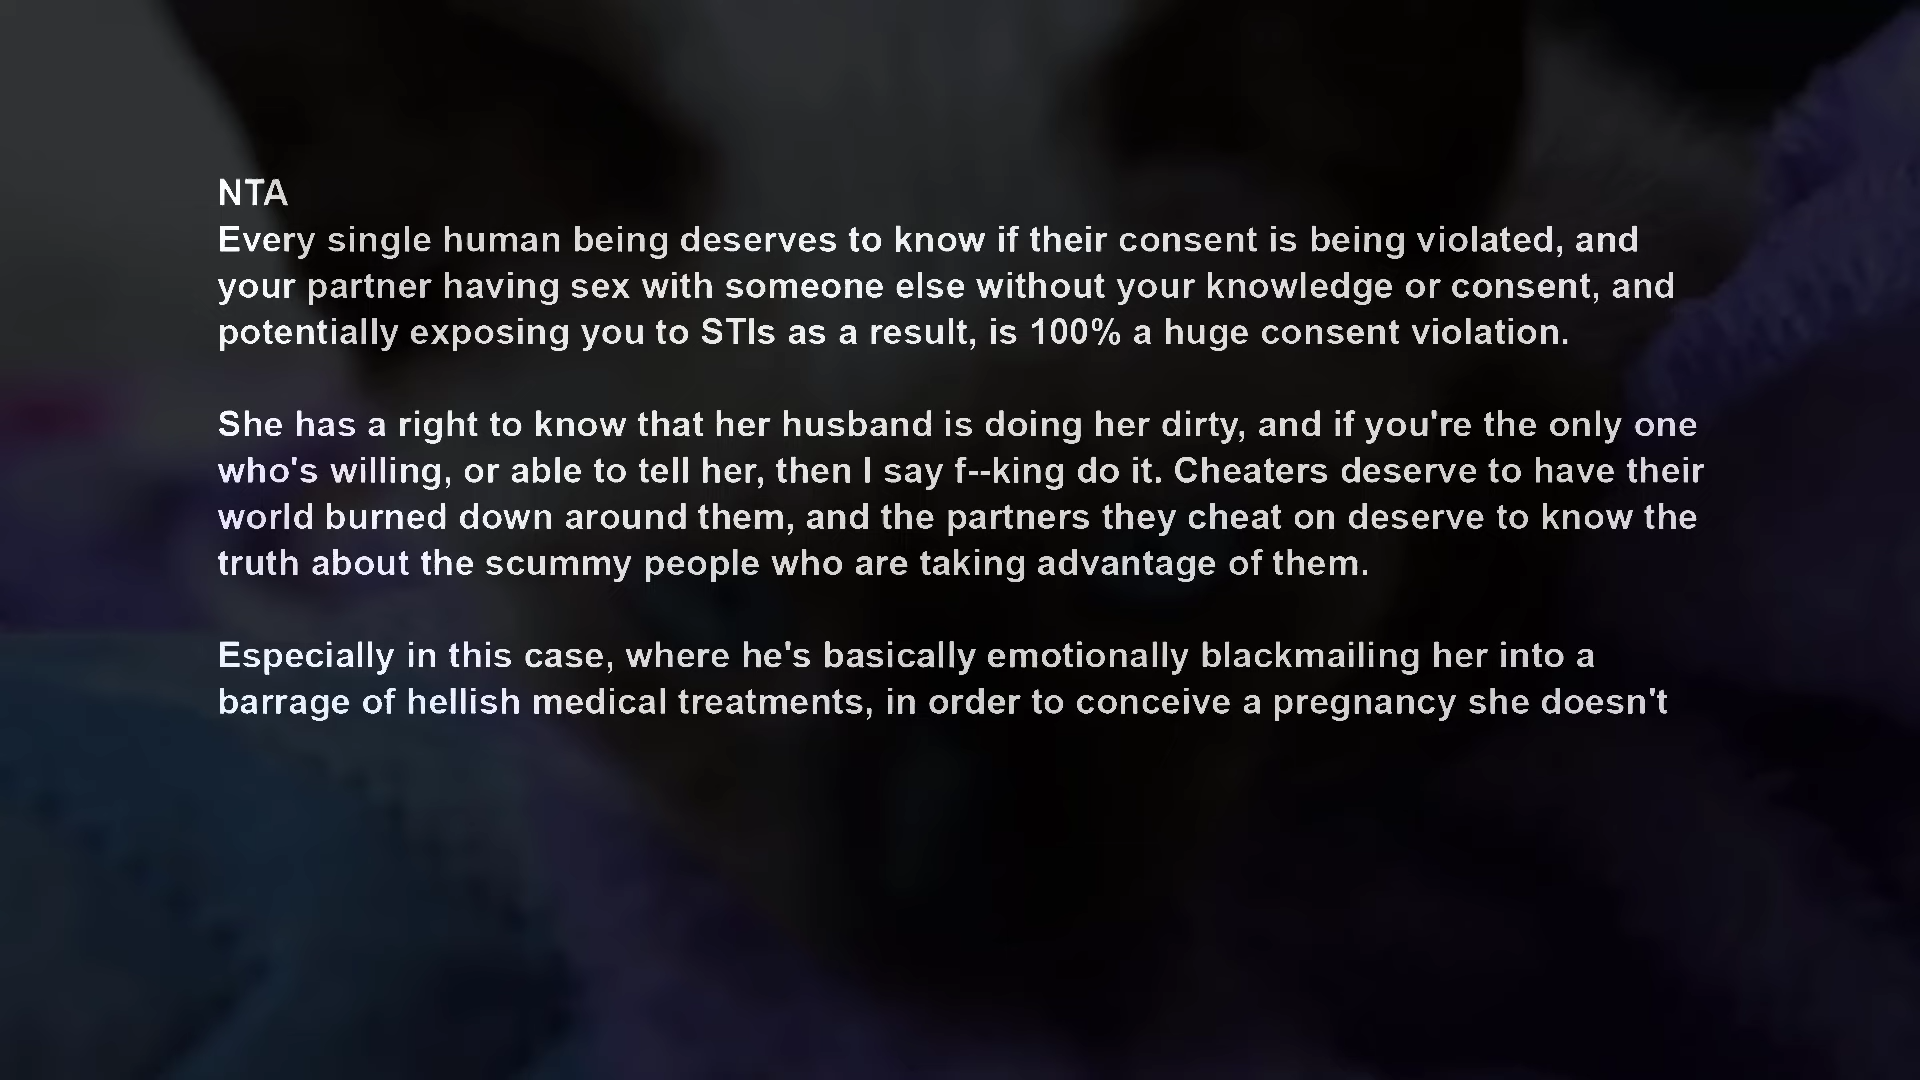 NTA
Every single human being deserves to know if their consent is being violated, and
your partner having sex with someone else without your knowledge or consent, and
potentially exposing you to STIs as a result, is 100% a huge consent violation.
She has a right to know that her husband is doing her dirty, and if you're the only one
who's willing, or able to tell her, then I say f--king do it. Cheaters deserve to have their
world burned down around them, and the partners they cheat on deserve to know the
truth about the scummy people who are taking advantage of them.
Especially in this case, where he's basically emotionally blackmailing her into a
barrage of hellish medical treatments, in order to conceive a pregnancy she doesn't